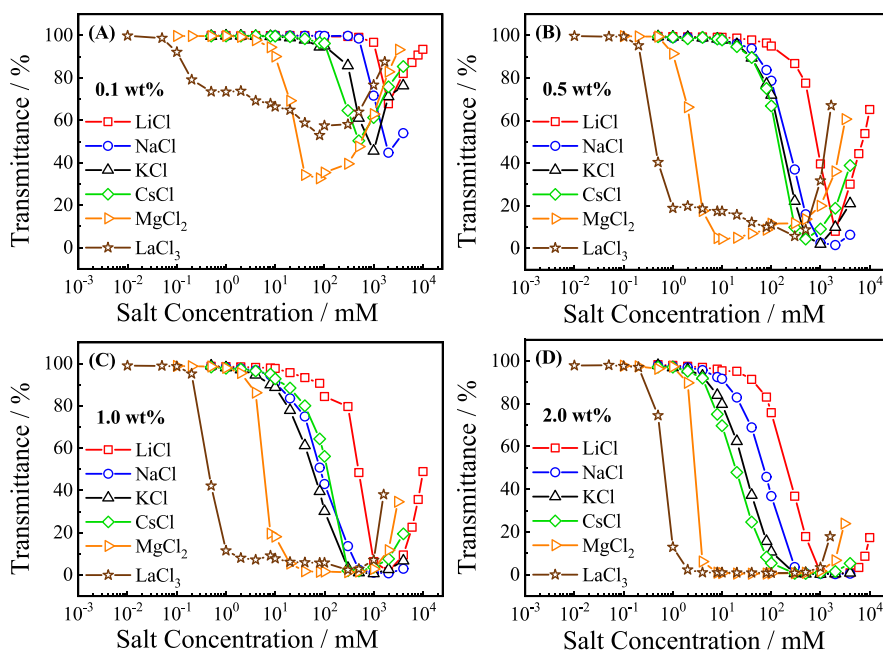 (A)
0.1 wt%
LiCl
NaCl
KCl
CsCl
MgCl₂
LaCl₃
Transmittance / %
100
80
60
40
20
0
10⁻³ 10⁻² 10⁻¹ 10⁰ 10¹ 10² 10³ 10⁴
Salt Concentration / mM
(B)
0.5 wt%
LiCl
NaCl
KCl
CsCl
MgCl₂
LaCl₃
Transmittance / %
100
80
60
40
20
0
10⁻³ 10⁻² 10⁻¹ 10⁰ 10¹ 10² 10³ 10⁴
Salt Concentration / mM
(C)
1.0 wt%
LiCl
NaCl
KCl
CsCl
MgCl₂
LaCl₃
Transmittance / %
100
80
60
40
20
0
10⁻³ 10⁻² 10⁻¹ 10⁰ 10¹ 10² 10³ 10⁴
Salt Concentration / mM
(D)
2.0 wt%
LiCl
NaCl
KCl
CsCl
MgCl₂
LaCl₃
Transmittance / %
100
80
60
40
20
0
10⁻³ 10⁻² 10⁻¹ 10⁰ 10¹ 10² 10³ 10⁴
Salt Concentration / mM